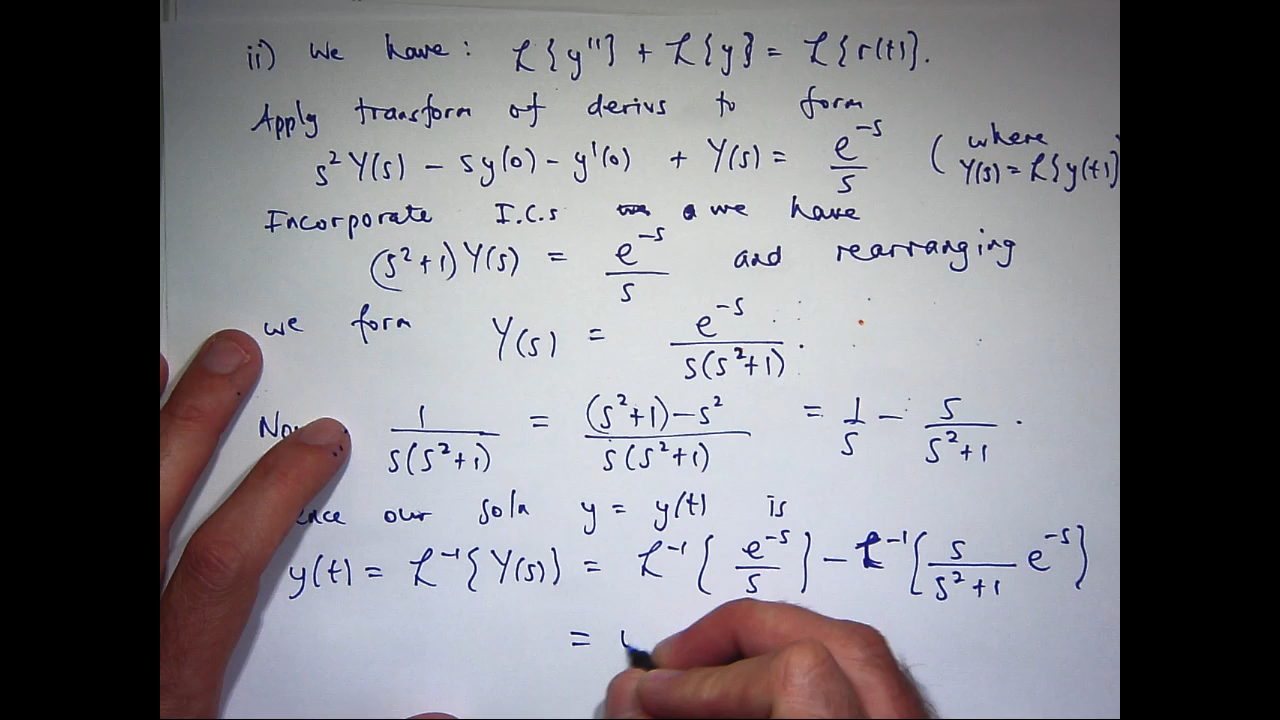 ii) We have: ℒ{y''} + ℒ{y} = ℒ{r(t)}.
Apply transform of derivs to form
s²Y(s) − sy(0) − y'(0) + Y(s) = e^{-s}/s (where Y(s) = ℒ{y(t)}
Incorporate I.C.s we have
(s²+1)Y(s) = e^{-s}/s and rearranging
we form Y(s) = e^{-s}/(s(s²+1)).
1/(s(s²+1)) = ((s²+1)−s²)/(s(s²+1)) = 1/s − s/(s²+1).
our soln y = y(t) is
y(t) = ℒ⁻¹{Y(s)} = ℒ⁻¹{e^{-s}/s} − ℒ⁻¹{s/(s²+1) e^{-s}}
=